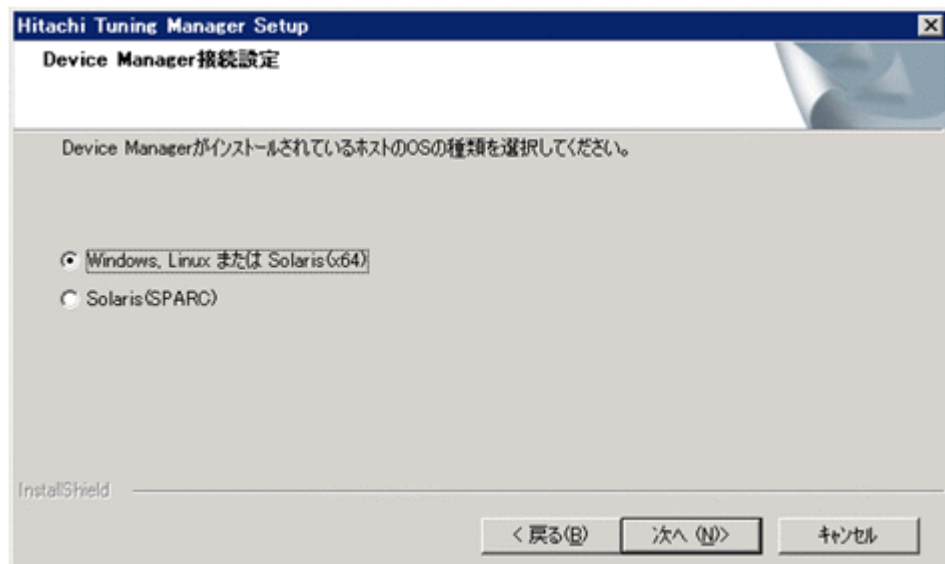 Hitachi Tuning Manager Setup
Device Manager接続設定
Device Managerがインストールされているホストの OSの種類を選択してください。
Windows, Linux または Solaris(x64)
Solaris(SPARC)
InstallShield
< 戻る(B)
次へ (N)>
キャンセル